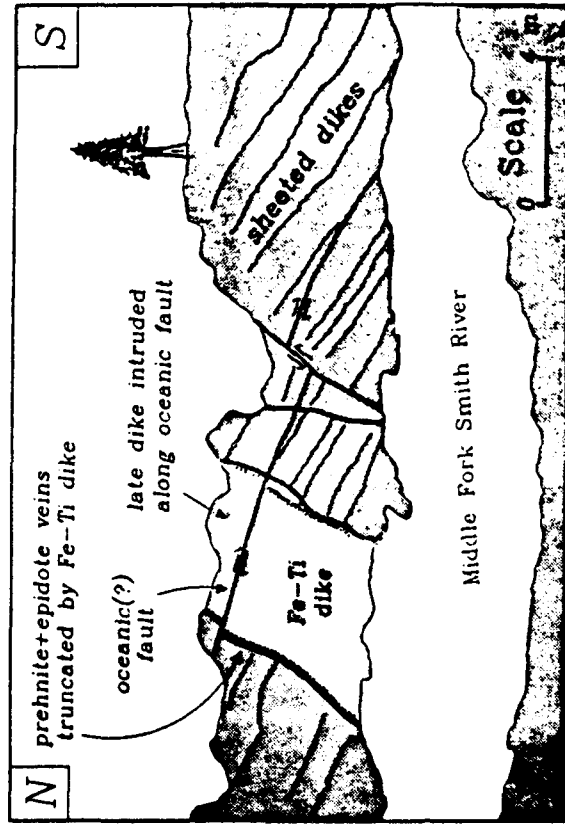 N
S
prehnite+epidote veins
truncated by Fe-Ti dike
oceanic(?)
fault
late dike intruded
along oceanic fault
Fe-Ti
dike
sheeted dikes
Middle Fork Smith River
Scale
0
m